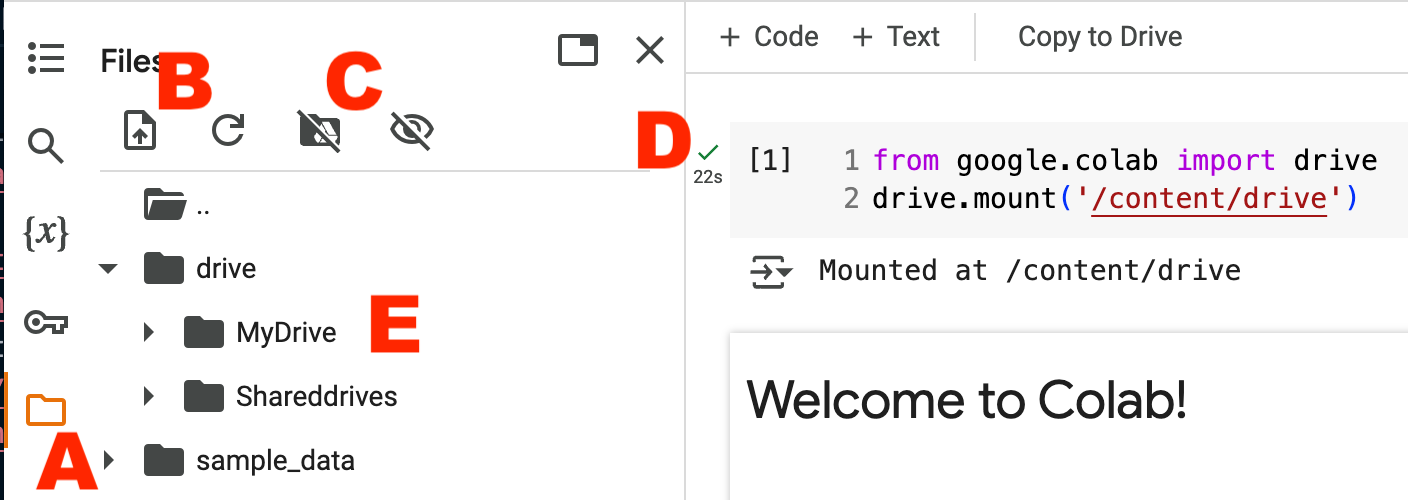 Files
B
C
+ Code + Text Copy to Drive
D
22s
[1] 1 from google.colab import drive
2 drive.mount('/content/drive')
Mounted at /content/drive
{x}
..
drive
MyDrive
E
Shareddrives
A
sample_data
Welcome to Colab!